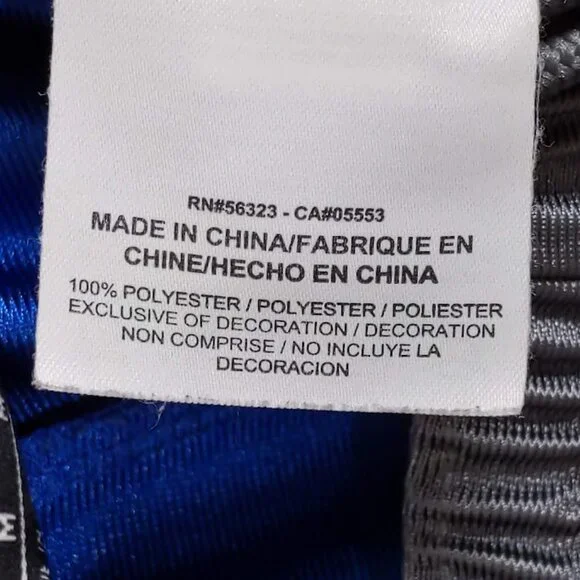 RN#56323 - CA#05553
MADE IN CHINA/FABRIQUE EN
CHINE/HECHO EN CHINA
100% POLYESTER / POLYESTER / POLIESTER
EXCLUSIVE OF DECORATION / DECORATION
NON COMPRISE / NO INCLUYE LA
DECORACION